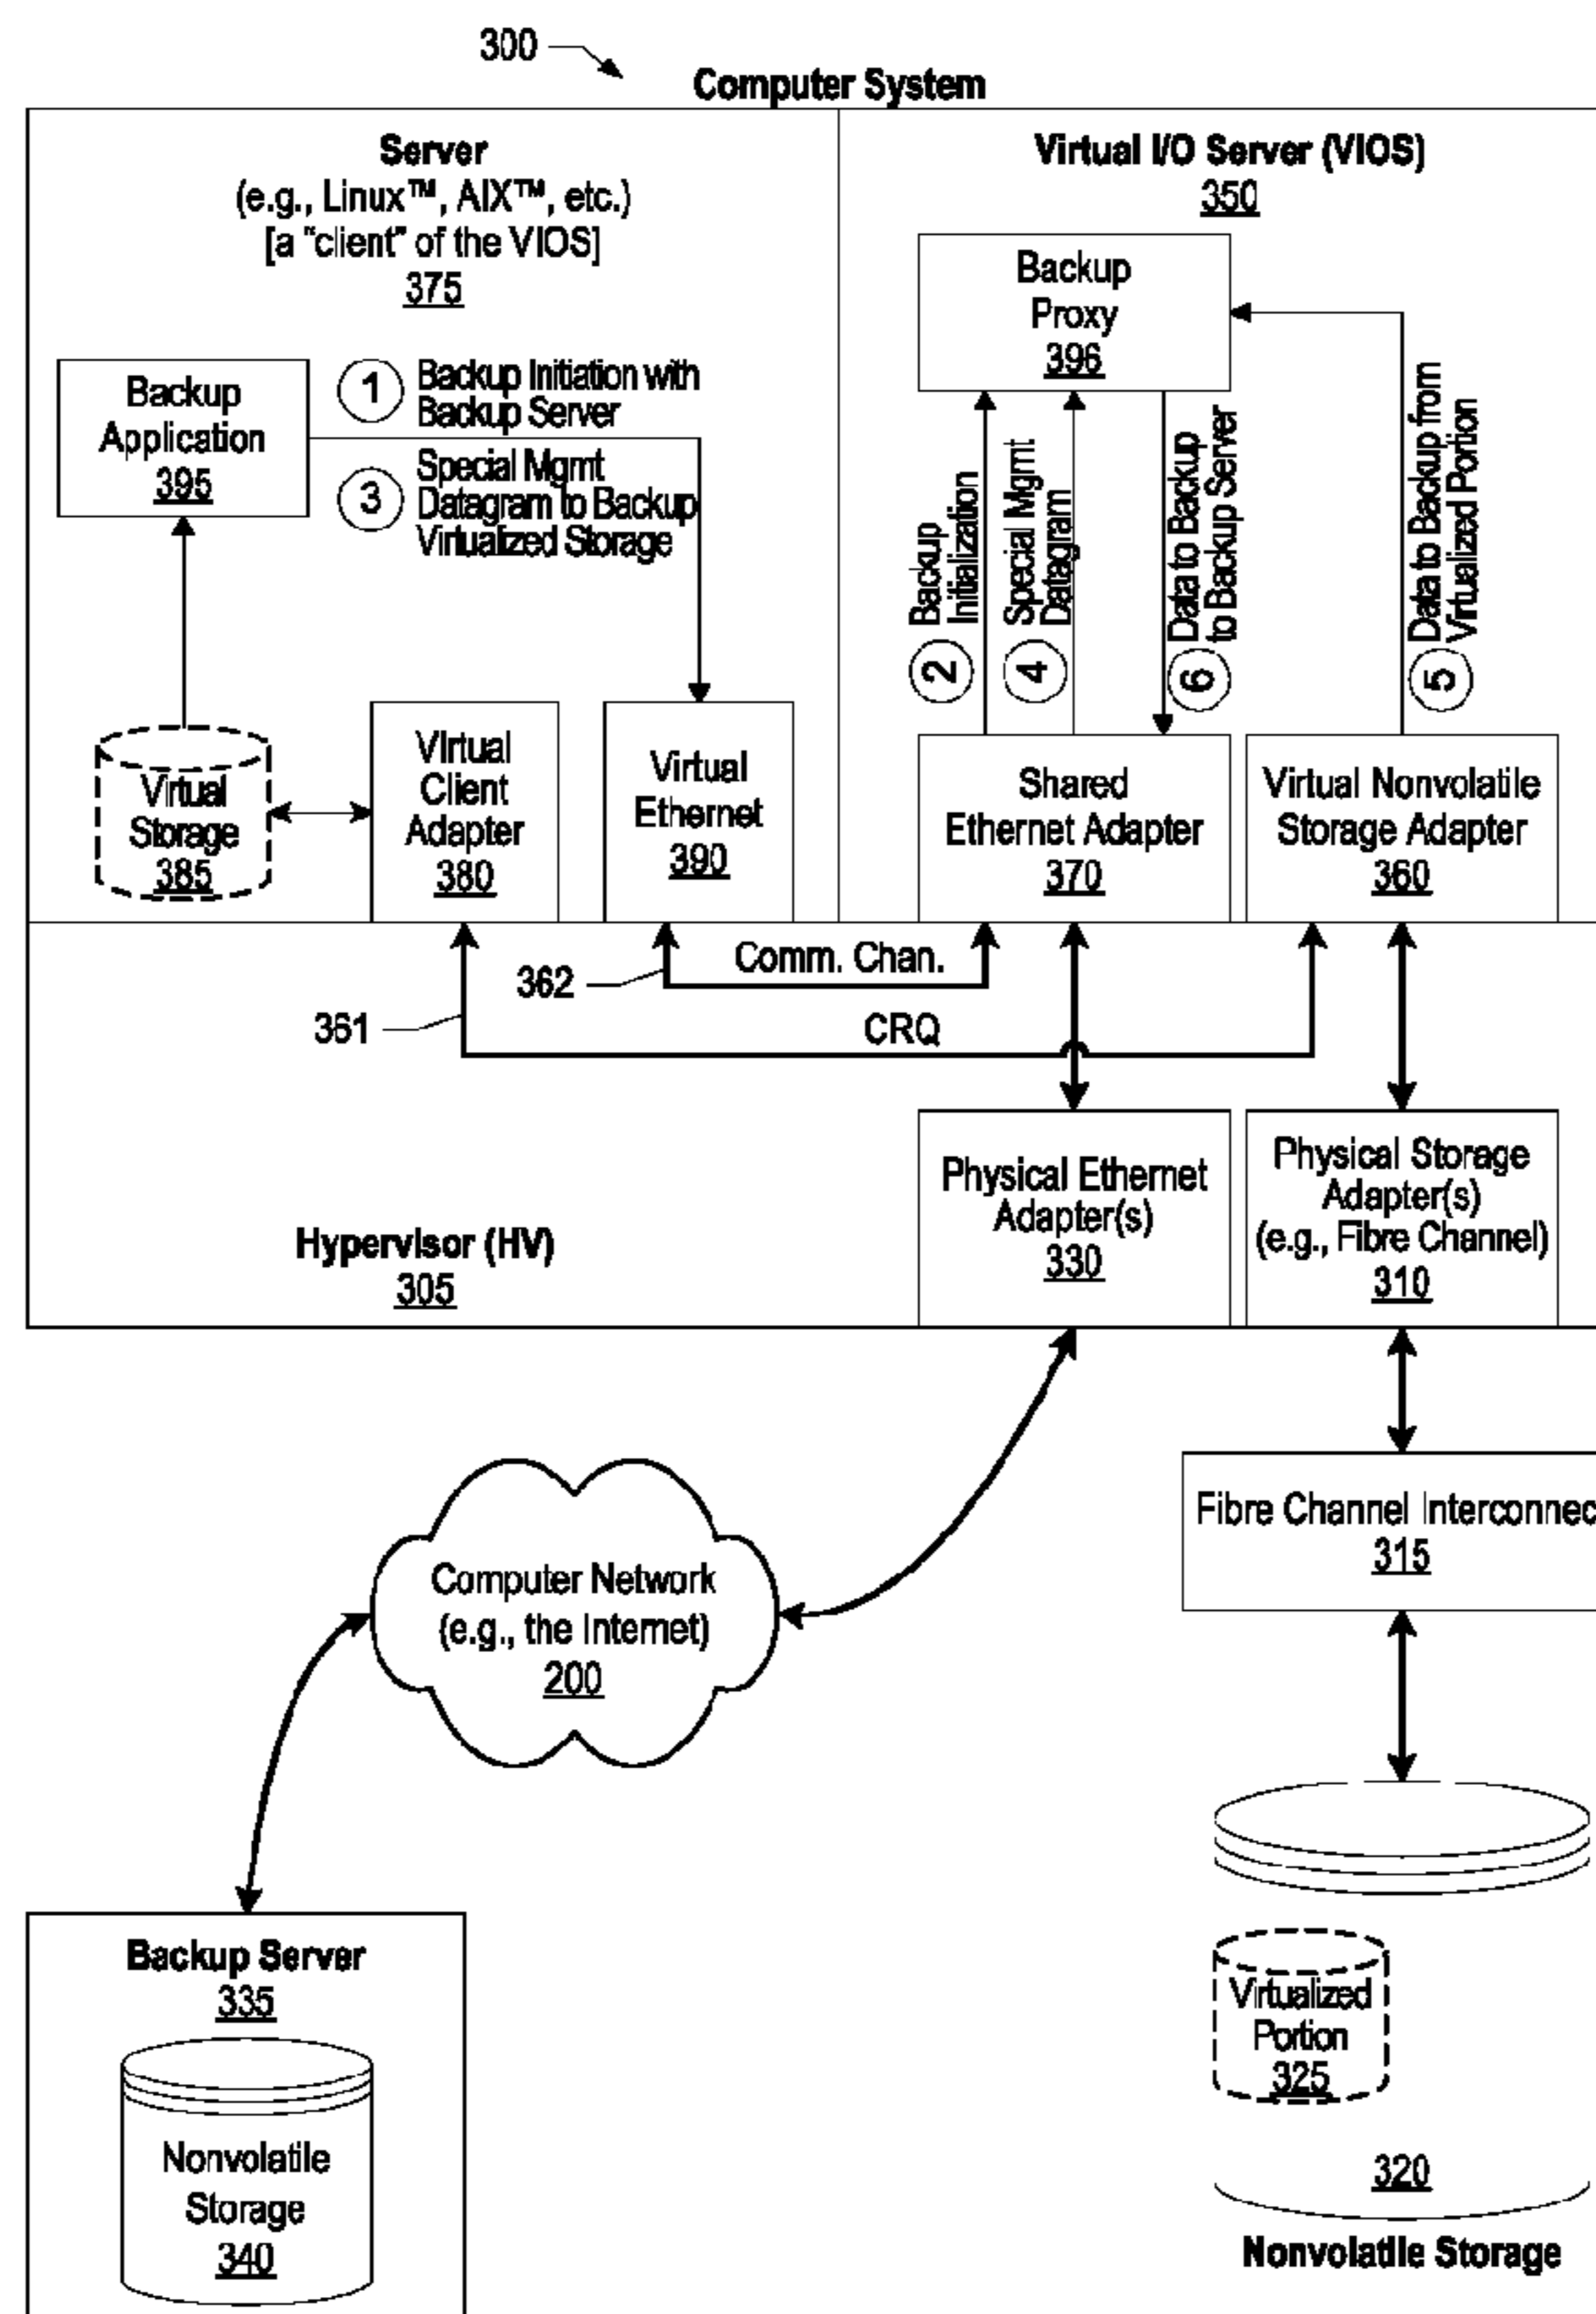 300
Computer System
Server
(e.g., Linux™, AIX™, etc.)
[a "client" of the VIOS]
375
Virtual I/O Server (VIOS)
350
Backup
Proxy
396
Backup
Application
395
1
Backup Initiation with
Backup Server
3
Special Mgmt
Datagram to Backup
Virtualized Storage
2
Backup
Initialization
4
Special Mgmt
Datagram
6
Data to Backup
to Backup Server
5
Data to Backup from
Virtualized Portion
Virtual
Storage
385
Virtual
Client
Adapter
380
Virtual
Ethernet
390
Shared
Ethernet Adapter
370
Virtual Nonvolatile
Storage Adapter
360
362
Comm. Chan.
361
CRQ
Hypervisor (HV)
305
Physical Ethernet
Adapter(s)
330
Physical Storage
Adapter(s)
(e.g., Fibre Channel)
310
Fibre Channel Interconnec
315
Computer Network
(e.g., the Internet)
200
Backup Server
335
Nonvolatile
Storage
340
Virtualized
Portion
325
320
Nonvolatile Storage